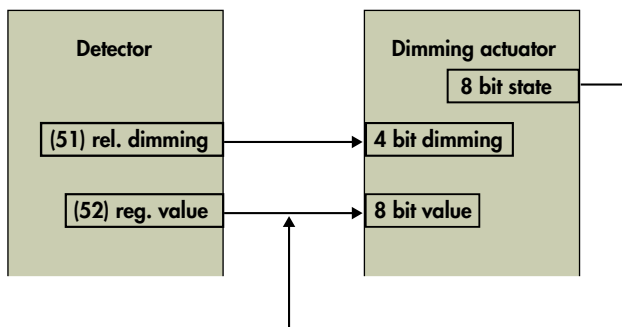 Detector
Dimming actuator
8 bit state
(51) rel. dimming
4 bit dimming
(52) reg. value
8 bit value